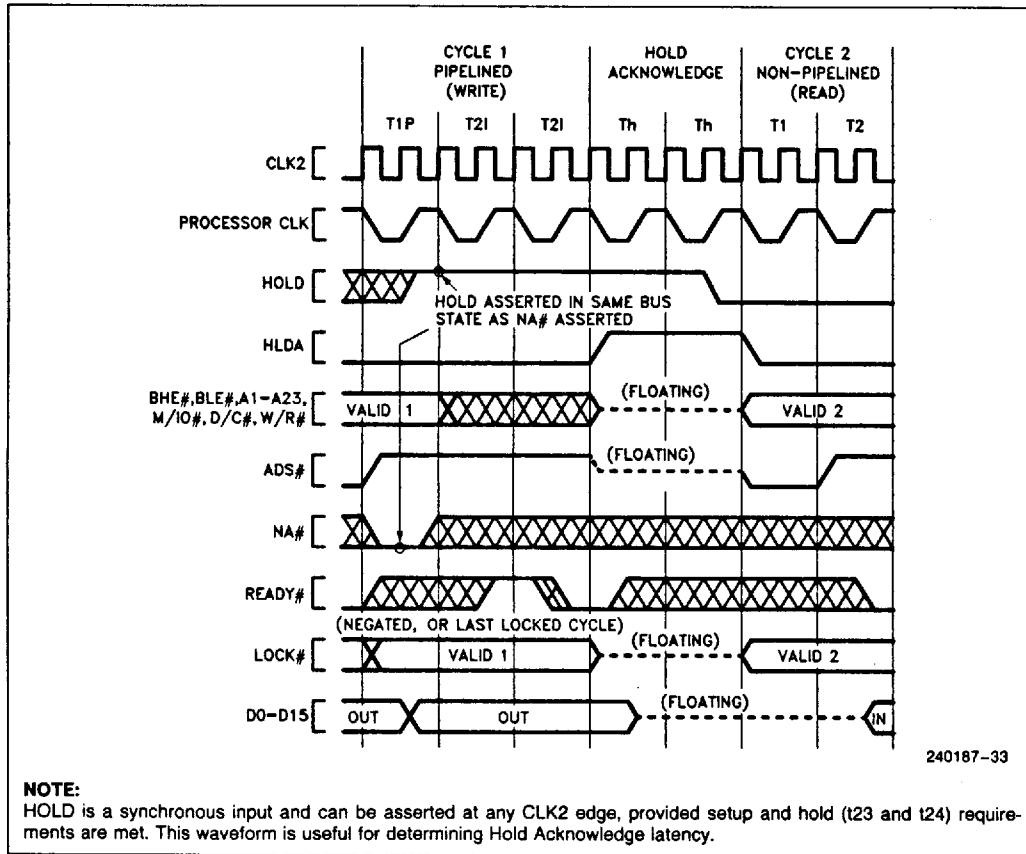 CYCLE 1
PIPELINED
(WRITE)
HOLD
ACKNOWLEDGE
CYCLE 2
NON-PIPELINED
(READ)
T1P
T2I
T2I
Th
Th
T1
T2
CLK2
PROCESSOR CLK
HOLD
HOLD ASSERTED IN SAME BUS
STATE AS NA# ASSERTED
HLDA
BHE#,BLE#,A1-A23,
M/IO#,D/C#,W/R#
VALID 1
(FLOATING)
VALID 2
ADS#
(FLOATING)
NA#
READY#
(NEGATED, OR LAST LOCKED CYCLE)
LOCK#
VALID 1
(FLOATING)
VALID 2
D0-D15
OUT
OUT
(FLOATING)
IN
240187-33
NOTE:
HOLD is a synchronous input and can be asserted at any CLK2 edge, provided setup and hold (t23 and t24) require-
ments are met. This waveform is useful for determining Hold Acknowledge latency.